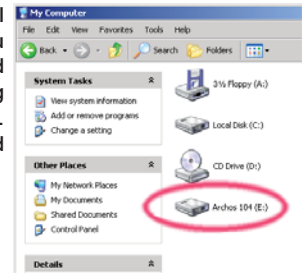 My Computer
File Edit View Favorites Tools Help
Back Search Folders
System Tasks
View system information
Add or remove programs
Change a setting
Other Places
My Network Places
My Documents
Shared Documents
Control Panel
Details
3½ Floppy (A:)
Local Disk (C:)
CD Drive (D:)
Archos 104 (E:)